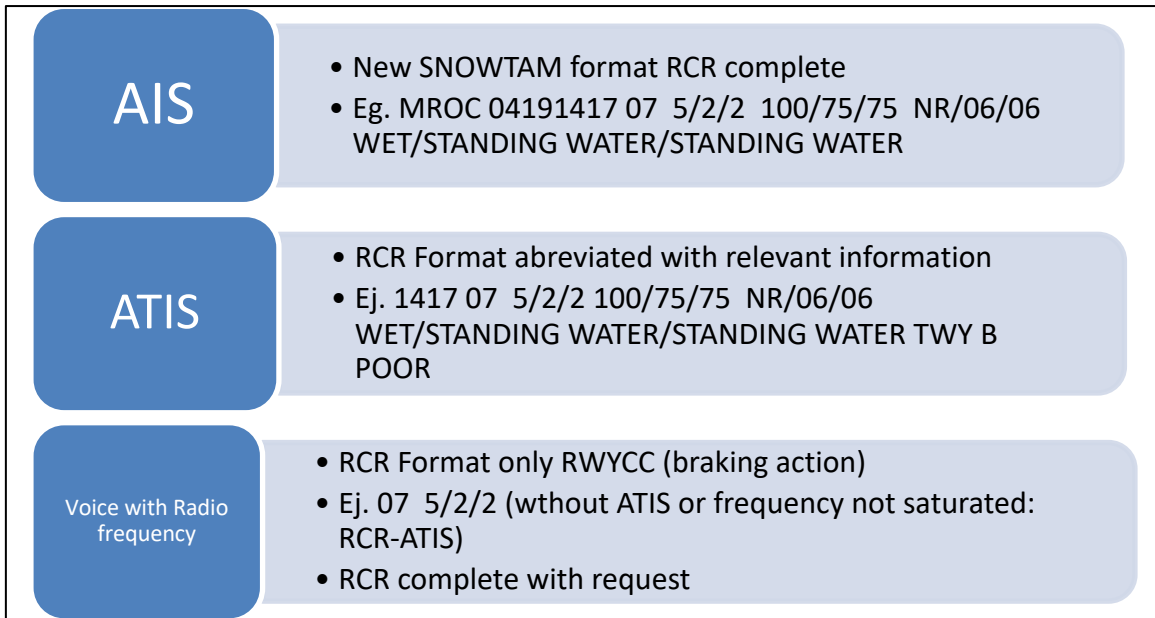 AIS
• New SNOWTAM format RCR complete
• Eg. MROC 04191417 07 5/2/2 100/75/75 NR/06/06
WET/STANDING WATER/STANDING WATER
ATIS
• RCR Format abreviated with relevant information
• Ej. 1417 07 5/2/2 100/75/75 NR/06/06
WET/STANDING WATER/STANDING WATER TWY B
POOR
Voice with Radio
frequency
• RCR Format only RWYCC (braking action)
• Ej. 07 5/2/2 (wthout ATIS or frequency not saturated:
RCR-ATIS)
• RCR complete with request